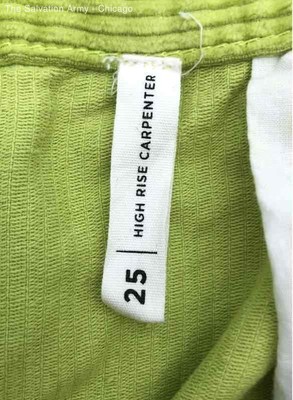 The Salvation Army - Chicago
25 | HIGH RISE CARPENTER